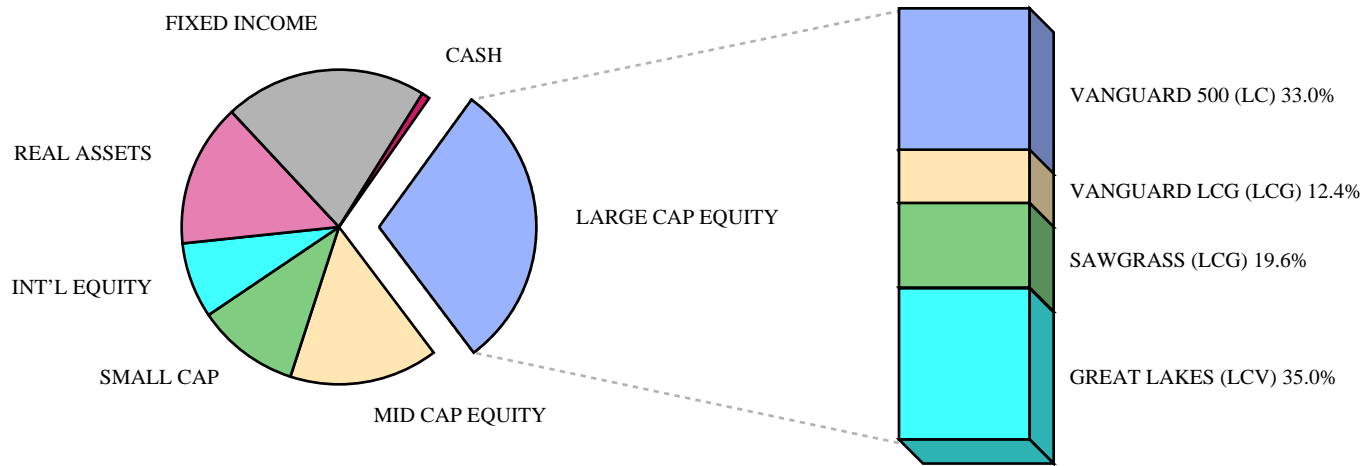 FIXED INCOME
CASH
REAL ASSETS
LARGE CAP EQUITY
INT’L EQUITY
SMALL CAP
MID CAP EQUITY
VANGUARD 500 (LC) 33.0%
VANGUARD LCG (LCG) 12.4%
SAWGRASS (LCG) 19.6%
GREAT LAKES (LCV) 35.0%